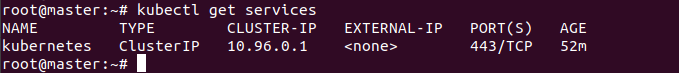 root@master:~# kubectl get services
NAME         TYPE        CLUSTER-IP   EXTERNAL-IP   PORT(S)   AGE
kubernetes   ClusterIP   10.96.0.1    <none>        443/TCP   52m
root@master:~#